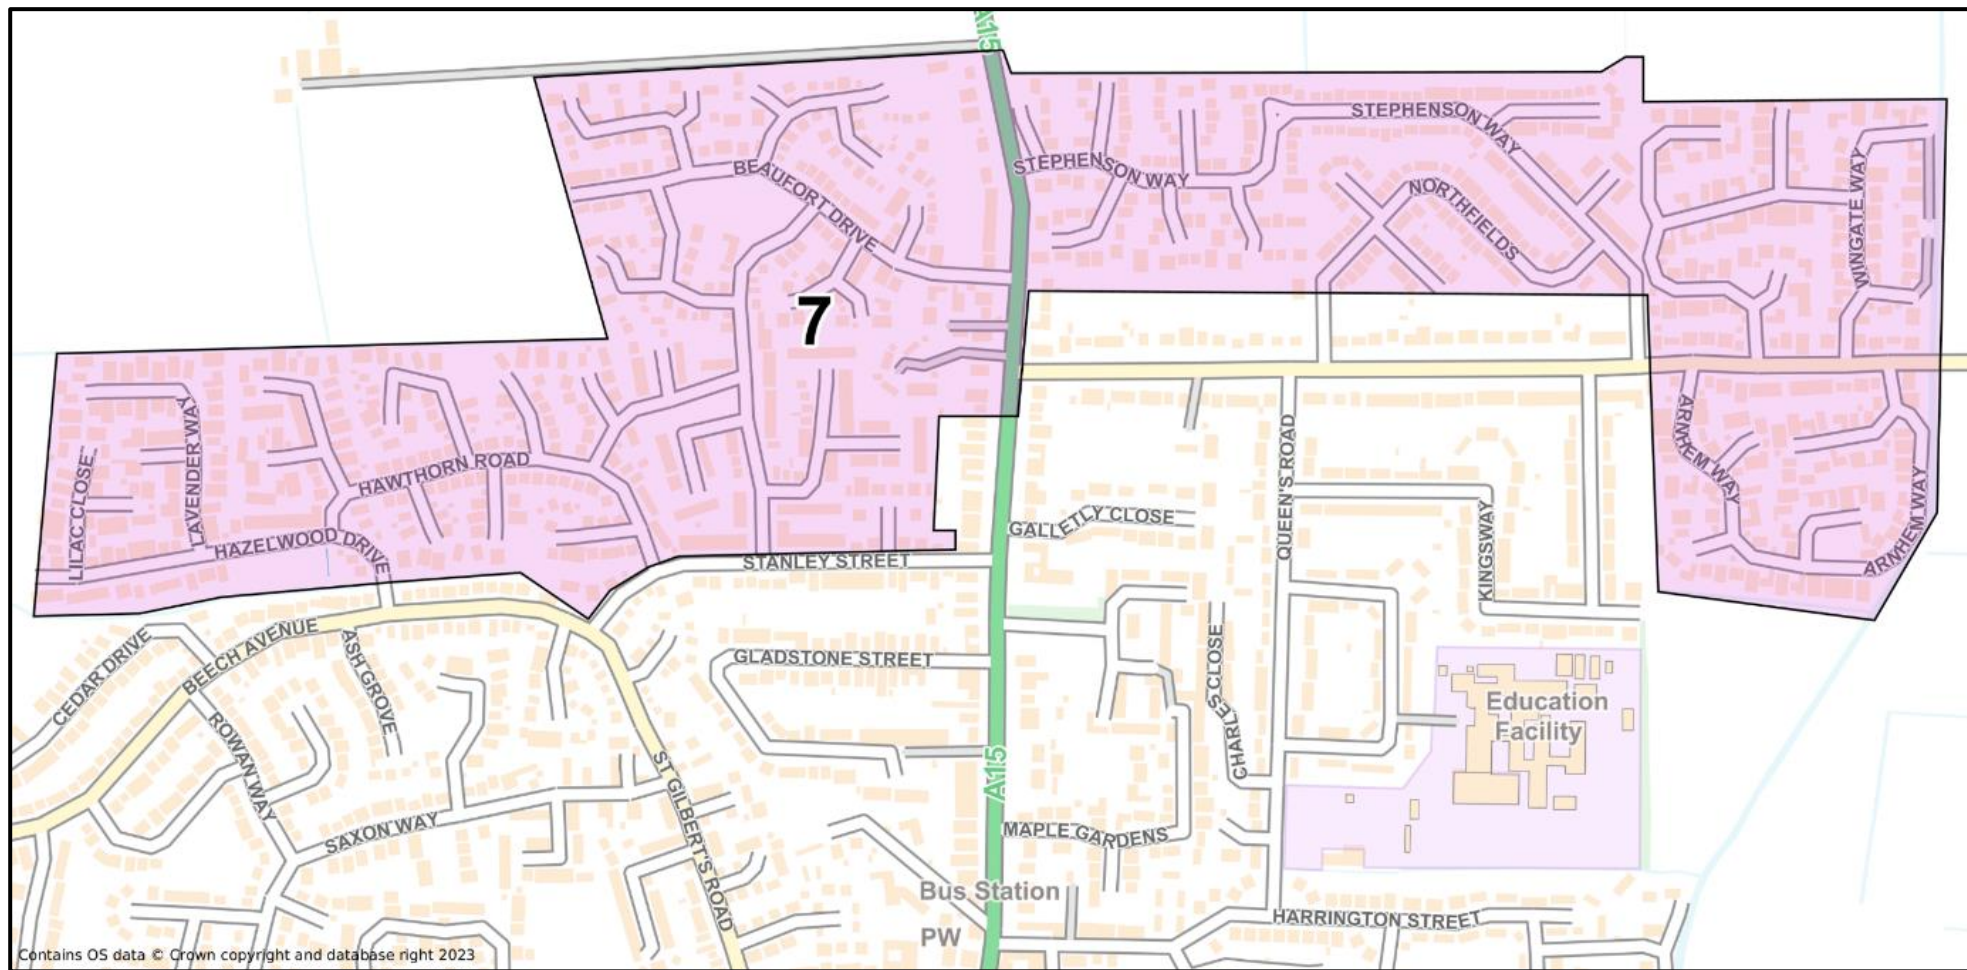 A15
STEPHENSON WAY
STEPHENSON WAY
BEAUFORT DRIVE
NORTHFIELDS
WINGATE WAY
7
LAVENDER WAY
LILAC CLOSE
HAWTHORN ROAD
HAZELWOOD DRIVE
ARNHEM WAY
ARNHEM WAY
QUEEN'S ROAD
KINGSWAY
GALLETLY CLOSE
STANLEY STREET
CEDAR DRIVE
BEECH AVENUE
ASH GROVE
GLADSTONE STREET
CHARLES CLOSE
Education
Facility
ROWAN WAY
SAXON WAY
ST GILBERT'S ROAD
A15
MAPLE GARDENS
Bus Station
PW
HARRINGTON STREET
Contains OS data © Crown copyright and database right 2023